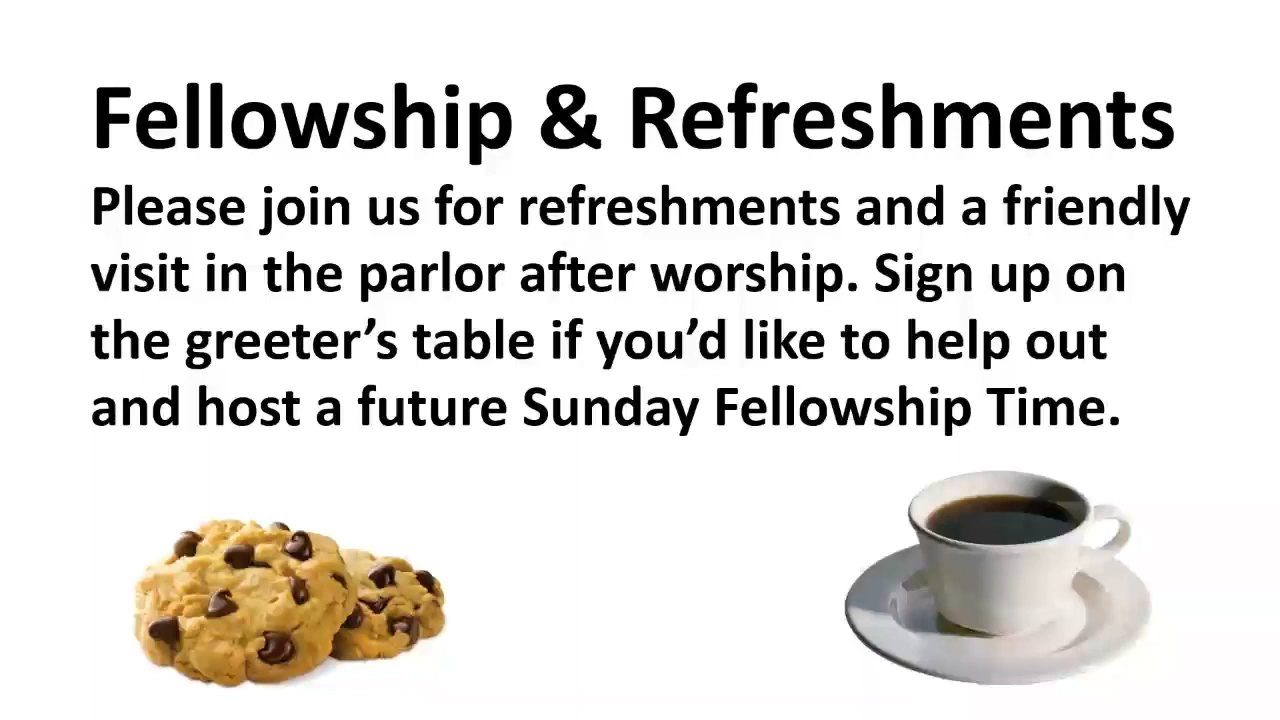 Fellowship & Refreshments
Please join us for refreshments and a friendly
visit in the parlor after worship. Sign up on
the greeter’s table if you’d like to help out
and host a future Sunday Fellowship Time.